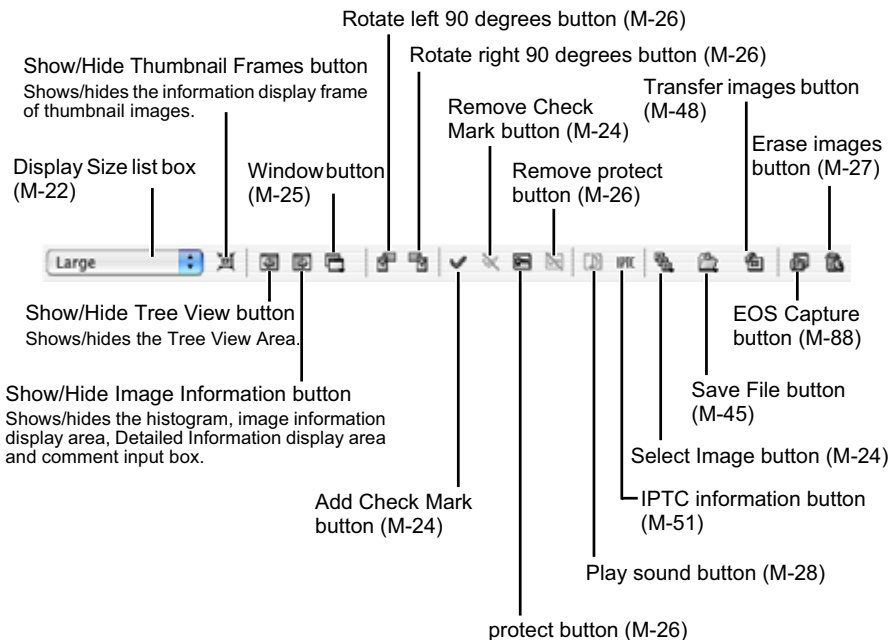 Rotate left 90 degrees button (M-26)
Rotate right 90 degrees button (M-26)
Show/Hide Thumbnail Frames button
Shows/hides the information display frame
of thumbnail images.
Transfer images button
(M-48)
Remove Check
Mark button (M-24)
Erase images
button (M-27)
Display Size list box
(M-22)
Windowbutton
(M-25)
Remove protect
button (M-26)
Large
IPTC
Show/Hide Tree View button
Shows/hides the Tree View Area.
EOS Capture
button (M-88)
Show/Hide Image Information button
Shows/hides the histogram, image information
display area, Detailed Information display area
and comment input box.
Save File button
(M-45)
Select Image button (M-24)
Add Check Mark
button (M-24)
IPTC information button
(M-51)
Play sound button (M-28)
protect button (M-26)